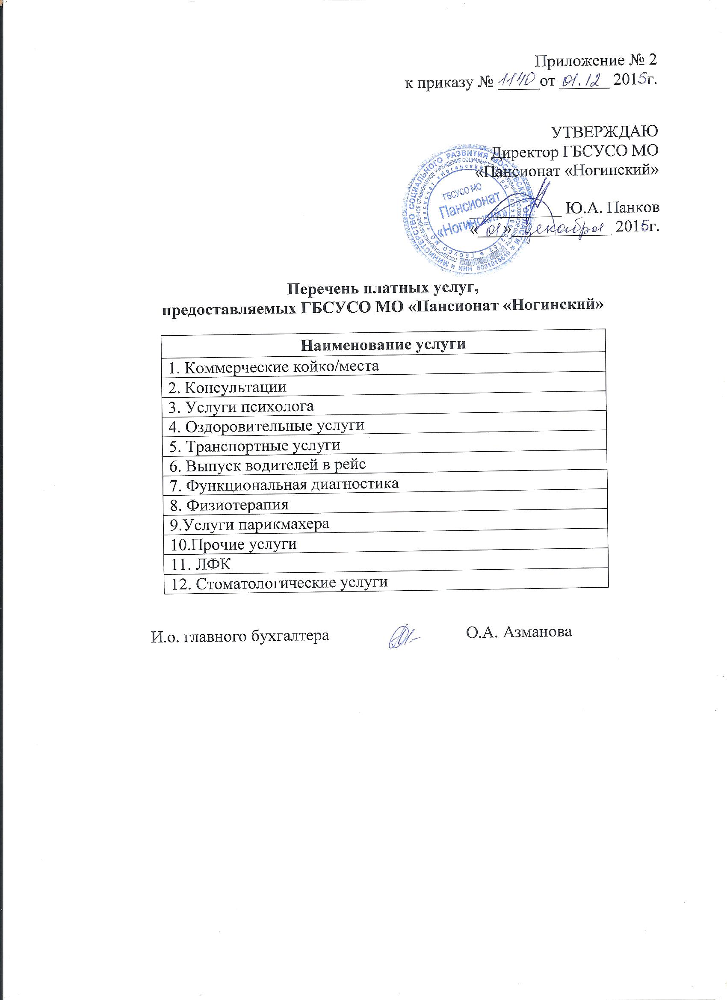 Приложение № 2
к приказу № 1140 от 01.12 2015г.
УТВЕРЖДАЮ
Директор ГБСУСО МО
«Пансионат «Ногинский»
Ю.А. Панков
«01» декабря 2015г.
МИНИСТЕРСТВО СОЦИАЛЬНОГО РАЗВИТИЯ МОСКОВСКОЙ ОБЛАСТИ * ИНН 5031015510 *
ГОСУДАРСТВЕННОЕ БЮДЖЕТНОЕ СТАЦИОНАРНОЕ УЧРЕЖДЕНИЕ СОЦИАЛЬНОГО ОБСЛУЖИВАНИЯ МОСКОВСКОЙ ОБЛАСТИ
ГБСУСО МО «Пансионат «Ногинский»
ГБСУСО МО
Пансионат
«Ногинский»
Перечень платных услуг,
предоставляемых ГБСУСО МО «Пансионат «Ногинский»
Наименование услуги
1. Коммерческие койко/места
2. Консультации
3. Услуги психолога
4. Оздоровительные услуги
5. Транспортные услуги
6. Выпуск водителей в рейс
7. Функциональная диагностика
8. Физиотерапия
9.Услуги парикмахера
10.Прочие услуги
11. ЛФК
12. Стоматологические услуги
И.о. главного бухгалтера О.А. Азманова